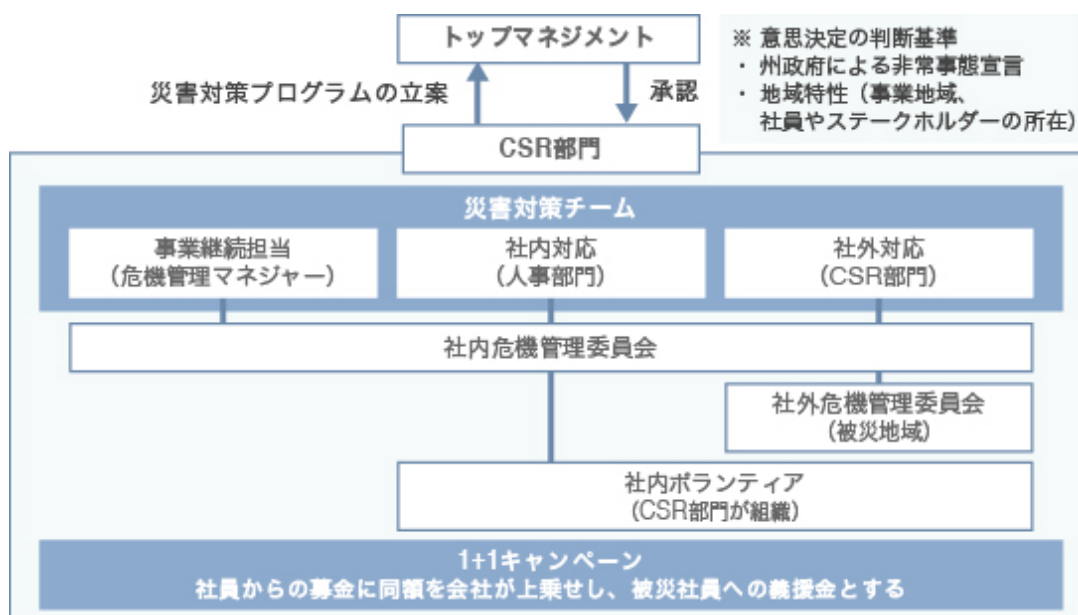 トップマネジメント
災害対策プログラムの立案
承認
※ 意思決定の判断基準
・ 州政府による非常事態宣言
・ 地域特性（事業地域、
社員やステークホルダーの所在）
CSR部門
災害対策チーム
事業継続担当
（危機管理マネジャー）
社内対応
（人事部門）
社外対応
（CSR部門）
社内危機管理委員会
社外危機管理委員会
（被災地域）
社内ボランティア
（CSR部門が組織）
1+1キャンペーン
社員からの募金に同額を会社が上乗せし、被災社員への義援金とする